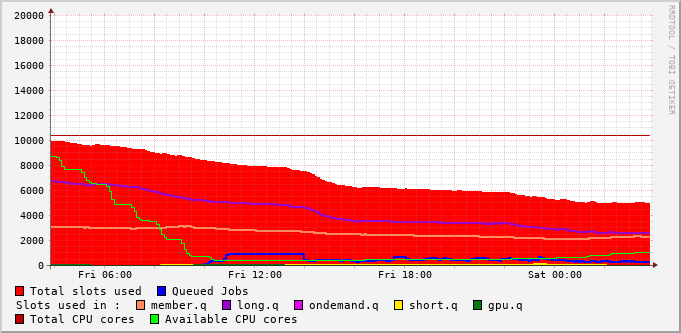 20000
18000
16000
14000
12000
10000
8000
6000
4000
2000
0
Fri 06:00 Fri 12:00 Fri 18:00 Sat 00:00
Total slots used Queued Jobs
Slots used in : member.q long.q ondemand.q short.q gpu.q
Total CPU cores Available CPU cores
RRDTOOL / TOBI OETIKER